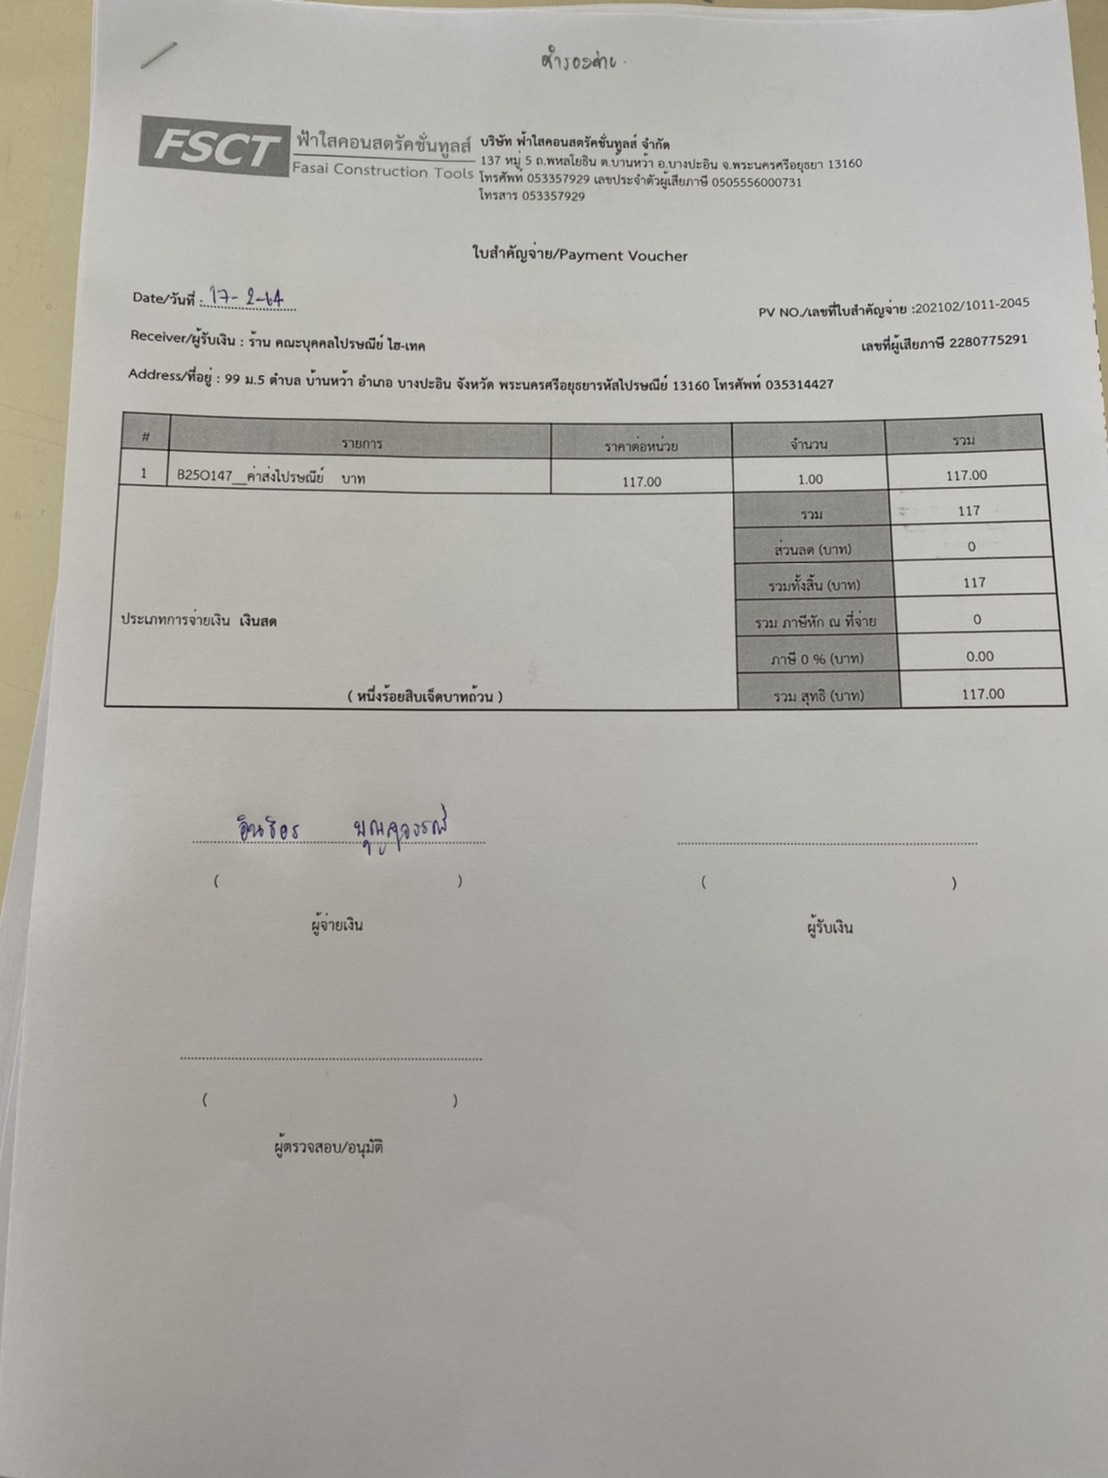 สำรองจ่าย
FSCT ฟ้าใสคอนสตรัคชั่นทูลส์
Fasai Construction Tools
บริษัท ฟ้าใสคอนสตรัคชั่นทูลส์ จำกัด
137 หมู่ 5 ถ.พหลโยธิน ต.บ้านหว้า อ.บางปะอิน จ.พระนครศรีอยุธยา 13160
โทรศัพท์ 053357929 เลขประจำตัวผู้เสียภาษี 0505556000731
โทรสาร 053357929
ใบสำคัญจ่าย/Payment Voucher
Date/วันที่ : 17-2-64
PV NO./เลขที่ใบสำคัญจ่าย :202102/1011-2045
Receiver/ผู้รับเงิน : ร้าน คณะบุคคลไปรษณีย์ ไฮ-เทค
เลขที่ผู้เสียภาษี 2280775291
Address/ที่อยู่ : 99 ม.5 ตำบล บ้านหว้า อำเภอ บางปะอิน จังหวัด พระนครศรีอยุธยารหัสไปรษณีย์ 13160 โทรศัพท์ 035314427
# รายการ ราคาต่อหน่วย จำนวน รวม
1 B25O147__ค่าส่งไปรษณีย์ บาท 117.00 1.00 117.00
รวม 117
ส่วนลด (บาท) 0
รวมทั้งสิ้น (บาท) 117
ประเภทการจ่ายเงิน เงินสด
รวม ภาษีหัก ณ ที่จ่าย 0
ภาษี 0 % (บาท) 0.00
( หนึ่งร้อยสิบเจ็ดบาทถ้วน ) รวม สุทธิ (บาท) 117.00
( ) ( )
ผู้จ่ายเงิน ผู้รับเงิน
( )
ผู้ตรวจสอบ/อนุมัติ